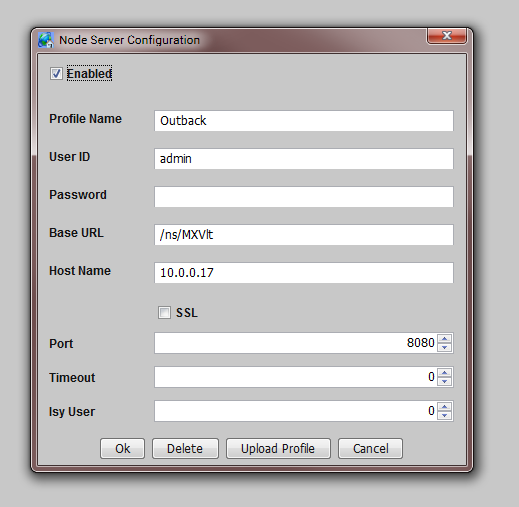 Node Server Configuration
Enabled
Profile Name Outback
User ID admin
Password
Base URL /ns/MXVlt
Host Name 10.0.0.17
SSL
Port 8080
Timeout 0
Isy User 0
Ok Delete Upload Profile Cancel